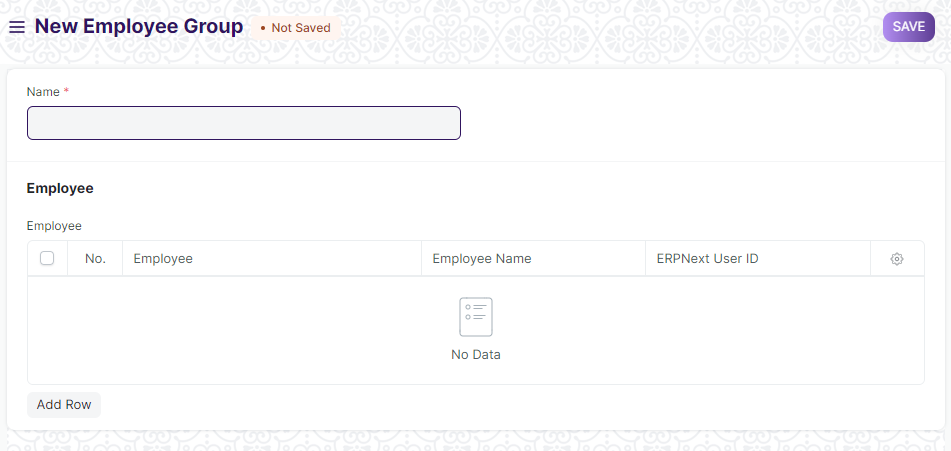 New Employee Group • Not Saved SAVE
Name *
Employee
Employee
No. Employee Employee Name ERPNext User ID
No Data
Add Row